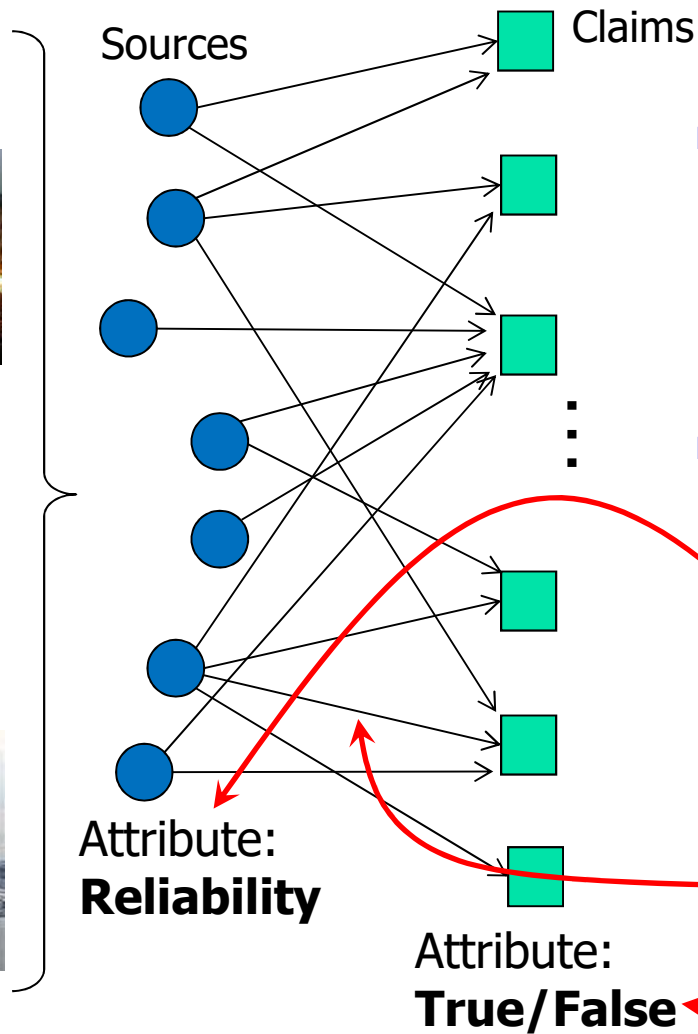 Sources
Claims
Attribute:
Reliability
Attribute:
True/False